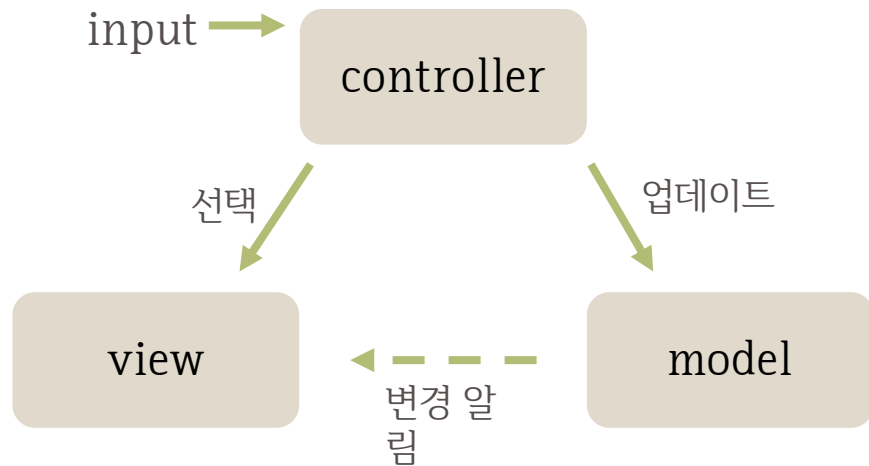 input
controller
선택
업데이트
view
model
변경 알
림